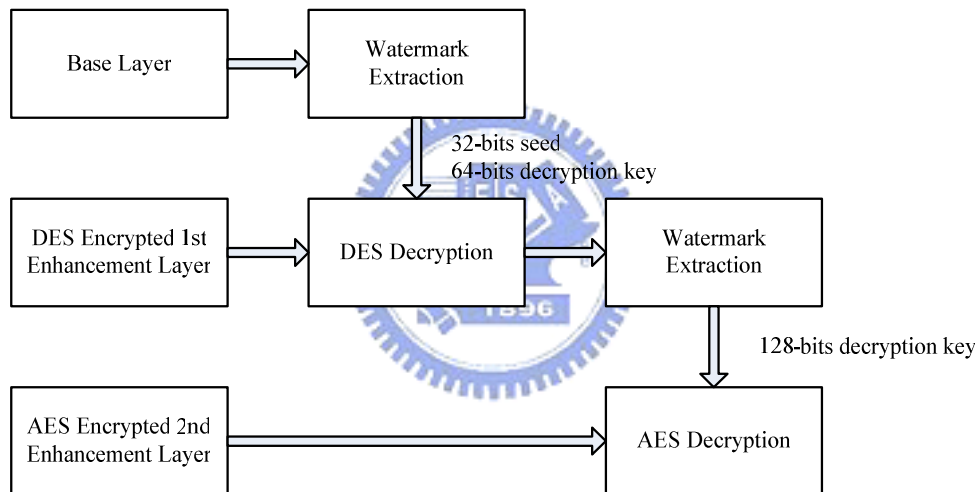 Base Layer
Watermark
Extraction
32-bits seed
64-bits decryption key
DES Encrypted 1st
Enhancement Layer
DES Decryption
Watermark
Extraction
1896
128-bits decryption key
AES Encrypted 2nd
Enhancement Layer
AES Decryption